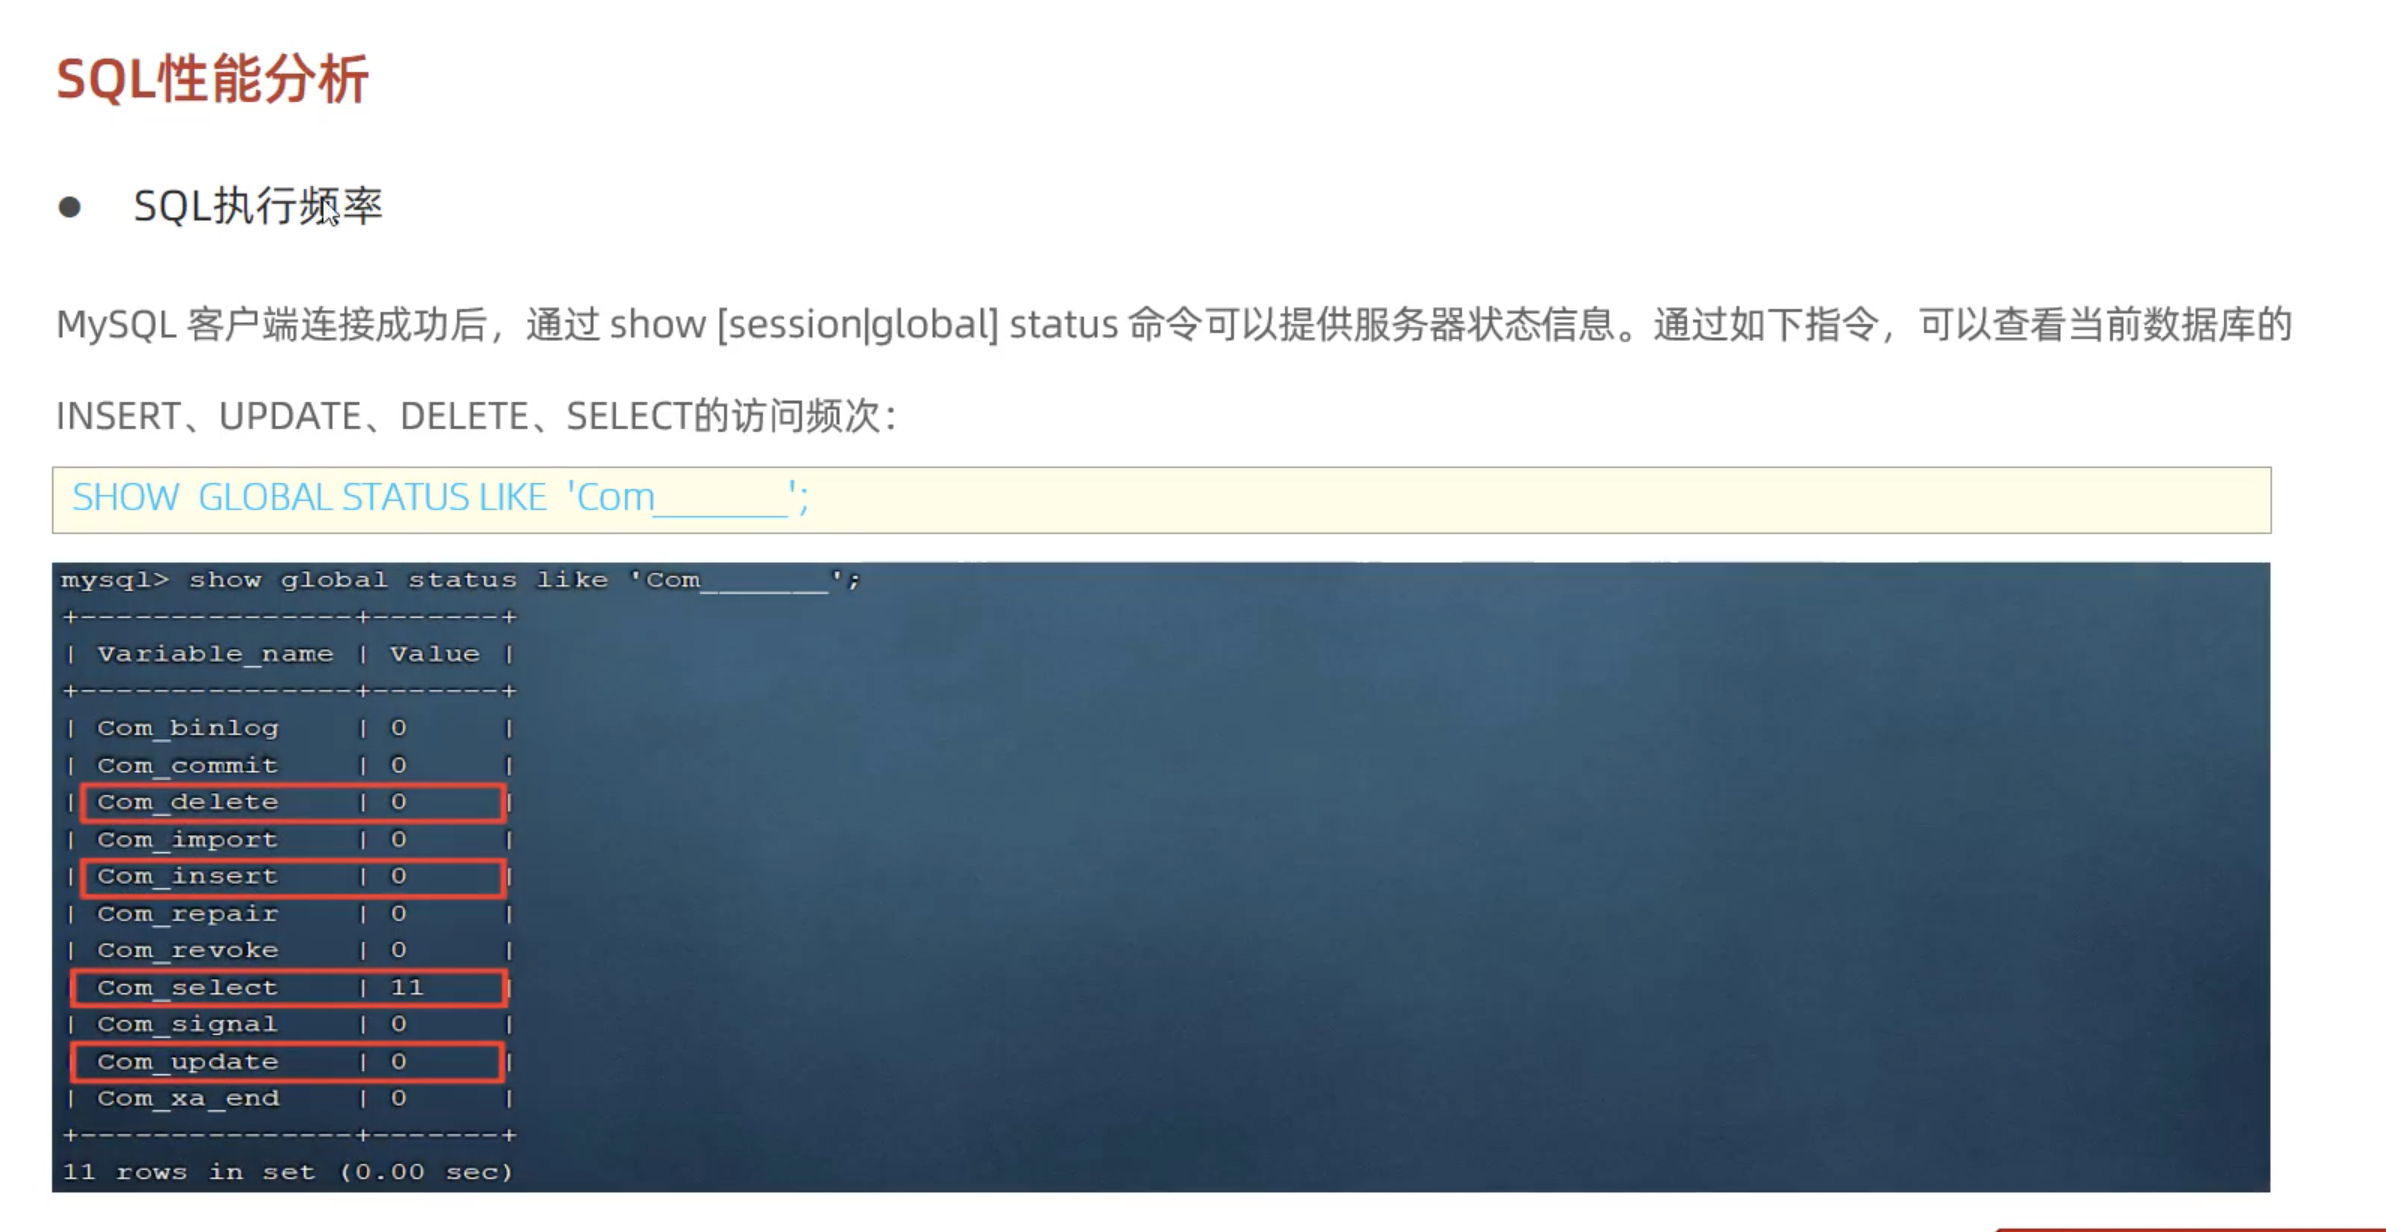 SQL性能分析
● SQL执行频率
MySQL 客户端连接成功后，通过 show [session|global] status 命令可以提供服务器状态信息。通过如下指令，可以查看当前数据库的
INSERT、UPDATE、DELETE、SELECT的访问频次：
SHOW  GLOBAL STATUS LIKE  'Com_______';
mysql> show global status like 'Com_______';
+---------------+-------+
| Variable_name | Value |
+---------------+-------+
| Com_binlog    | 0     |
| Com_commit    | 0     |
| Com_delete    | 0     |
| Com_import    | 0     |
| Com_insert    | 0     |
| Com_repair    | 0     |
| Com_revoke    | 0     |
| Com_select    | 11    |
| Com_signal    | 0     |
| Com_update    | 0     |
| Com_xa_end    | 0     |
+---------------+-------+
11 rows in set (0.00 sec)